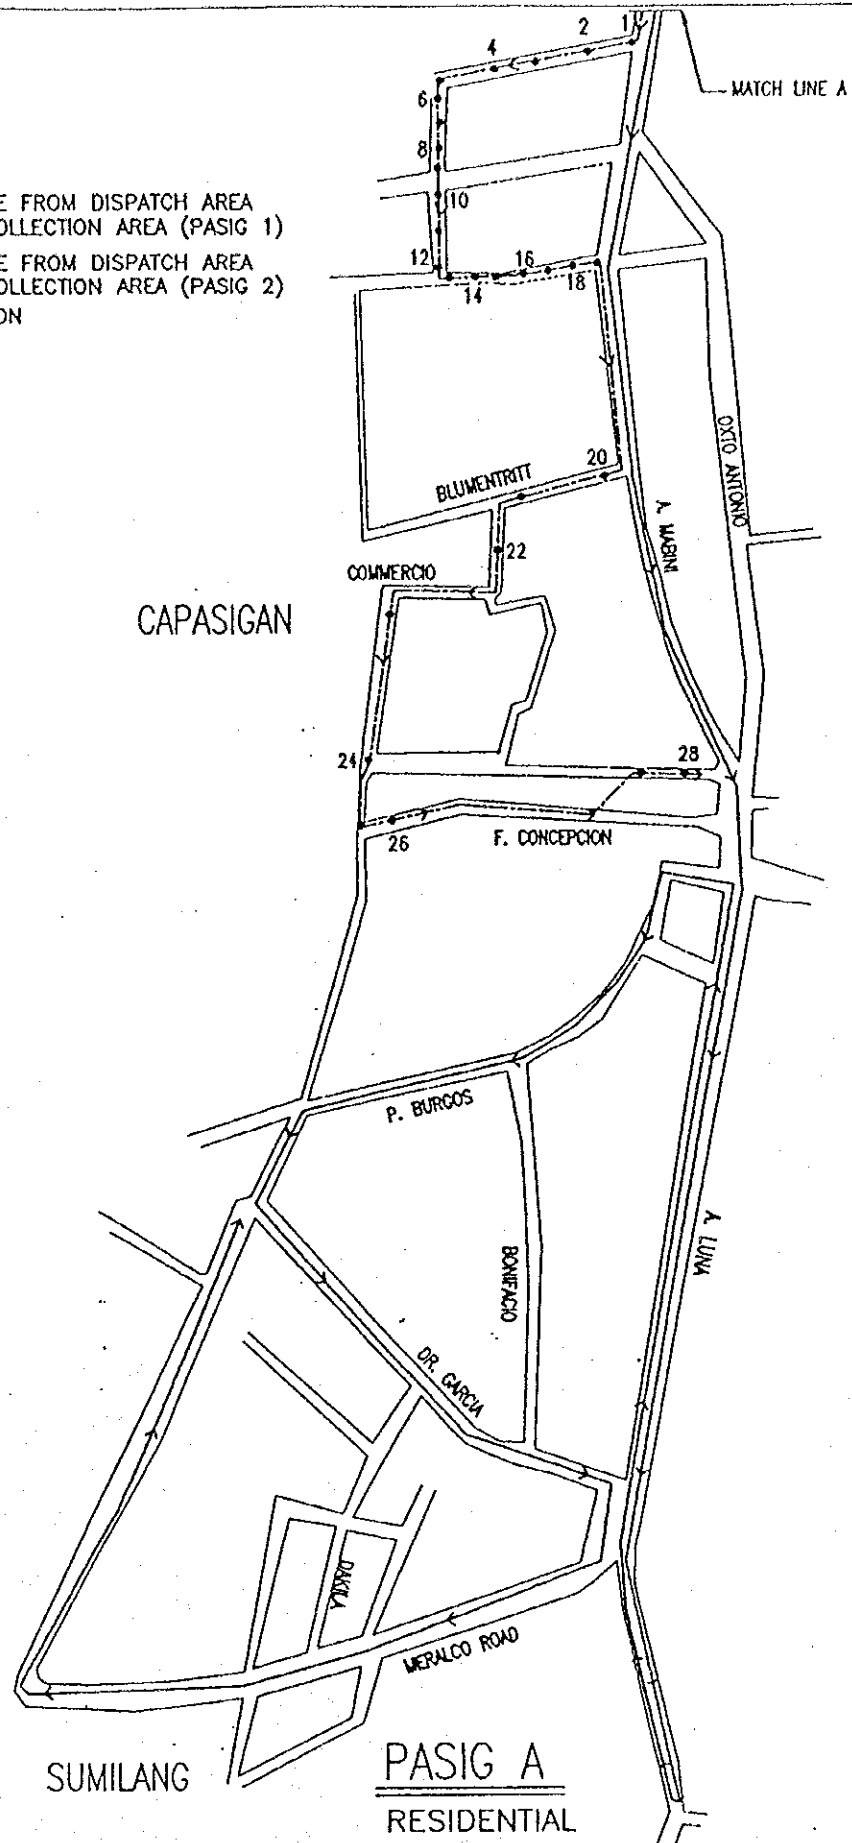 1
2
4
MATCH LINE A
6
8
E FROM DISPATCH AREA
OLLECTION AREA (PASIG 1)
10
12
16
E FROM DISPATCH AREA
18
OLLECTION AREA (PASIG 2)
14
ON
OXTO ANTONIO
20
BLUMENTRITT
A. MABINI
22
COMMERCIO
CAPASIGAN
24
28
26
F. CONCEPCION
P. BURGOS
A. LUNA
BONIFACIO
DR. GARCIA
DAKILA
MERALCO ROAD
SUMILANG
PASIG A
RESIDENTIAL